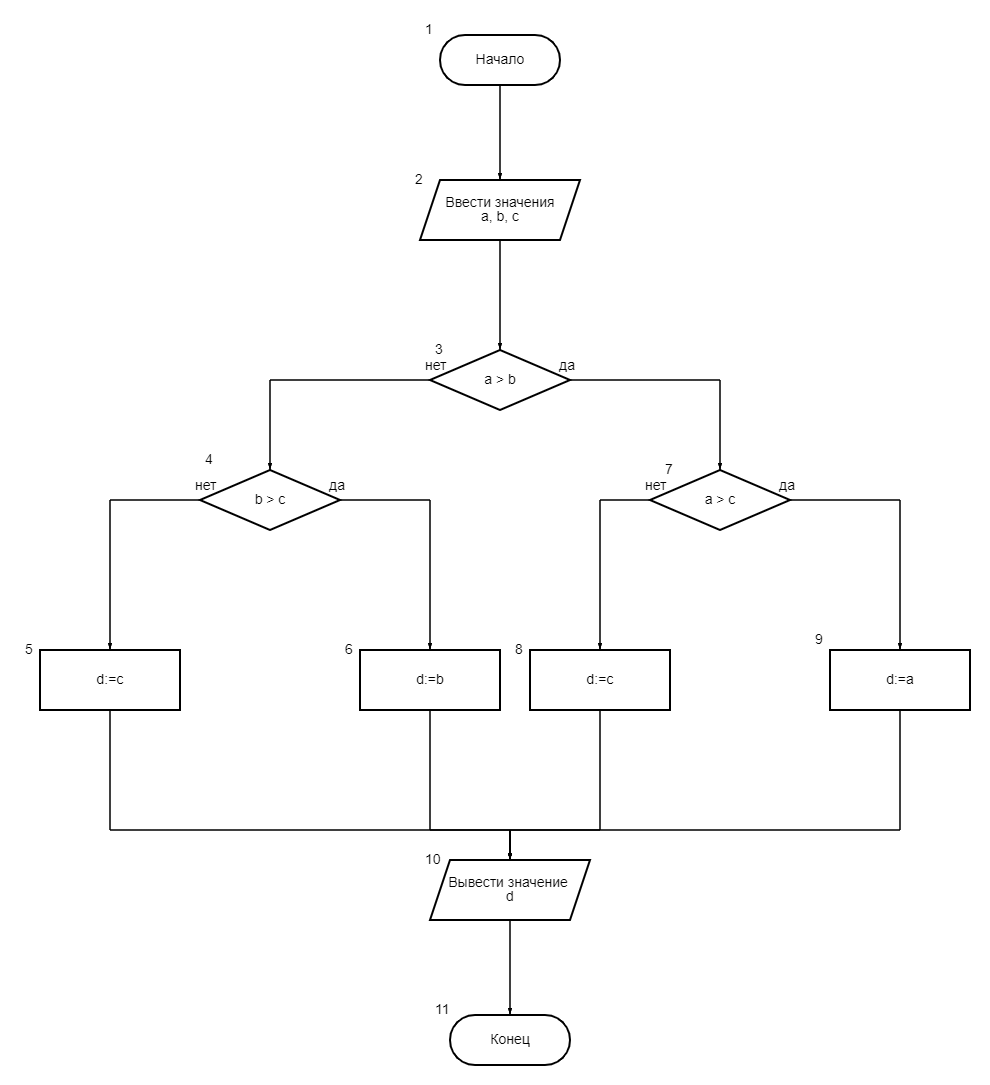 1
Начало
2
Ввести значения
a, b, c
3
нет
да
a > b
4
нет
да
b > c
7
нет
да
a > c
5
d:=c
6
d:=b
8
d:=c
9
d:=a
10
Вывести значение
d
11
Конец